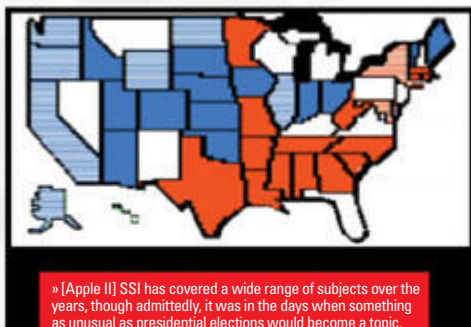 » [Apple II] SSI has covered a wide range of subjects over the
years, though admittedly, it was in the days when something
as unusual as presidential elections would become a topic